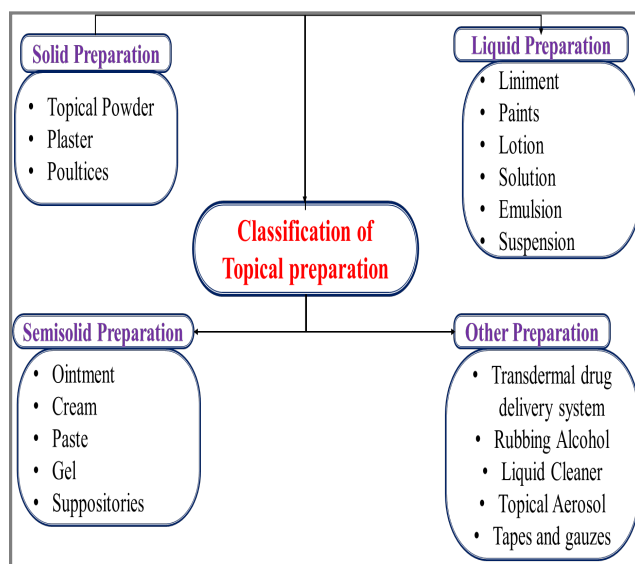 Solid Preparation
• Topical Powder
• Plaster
• Poultices
Liquid Preparation
• Liniment
• Paints
• Lotion
• Solution
• Emulsion
• Suspension
Classification of
Topical preparation
Semisolid Preparation
• Ointment
• Cream
• Paste
• Gel
• Suppositories
Other Preparation
• Transdermal drug
delivery system
• Rubbing Alcohol
• Liquid Cleaner
• Topical Aerosol
• Tapes and gauzes